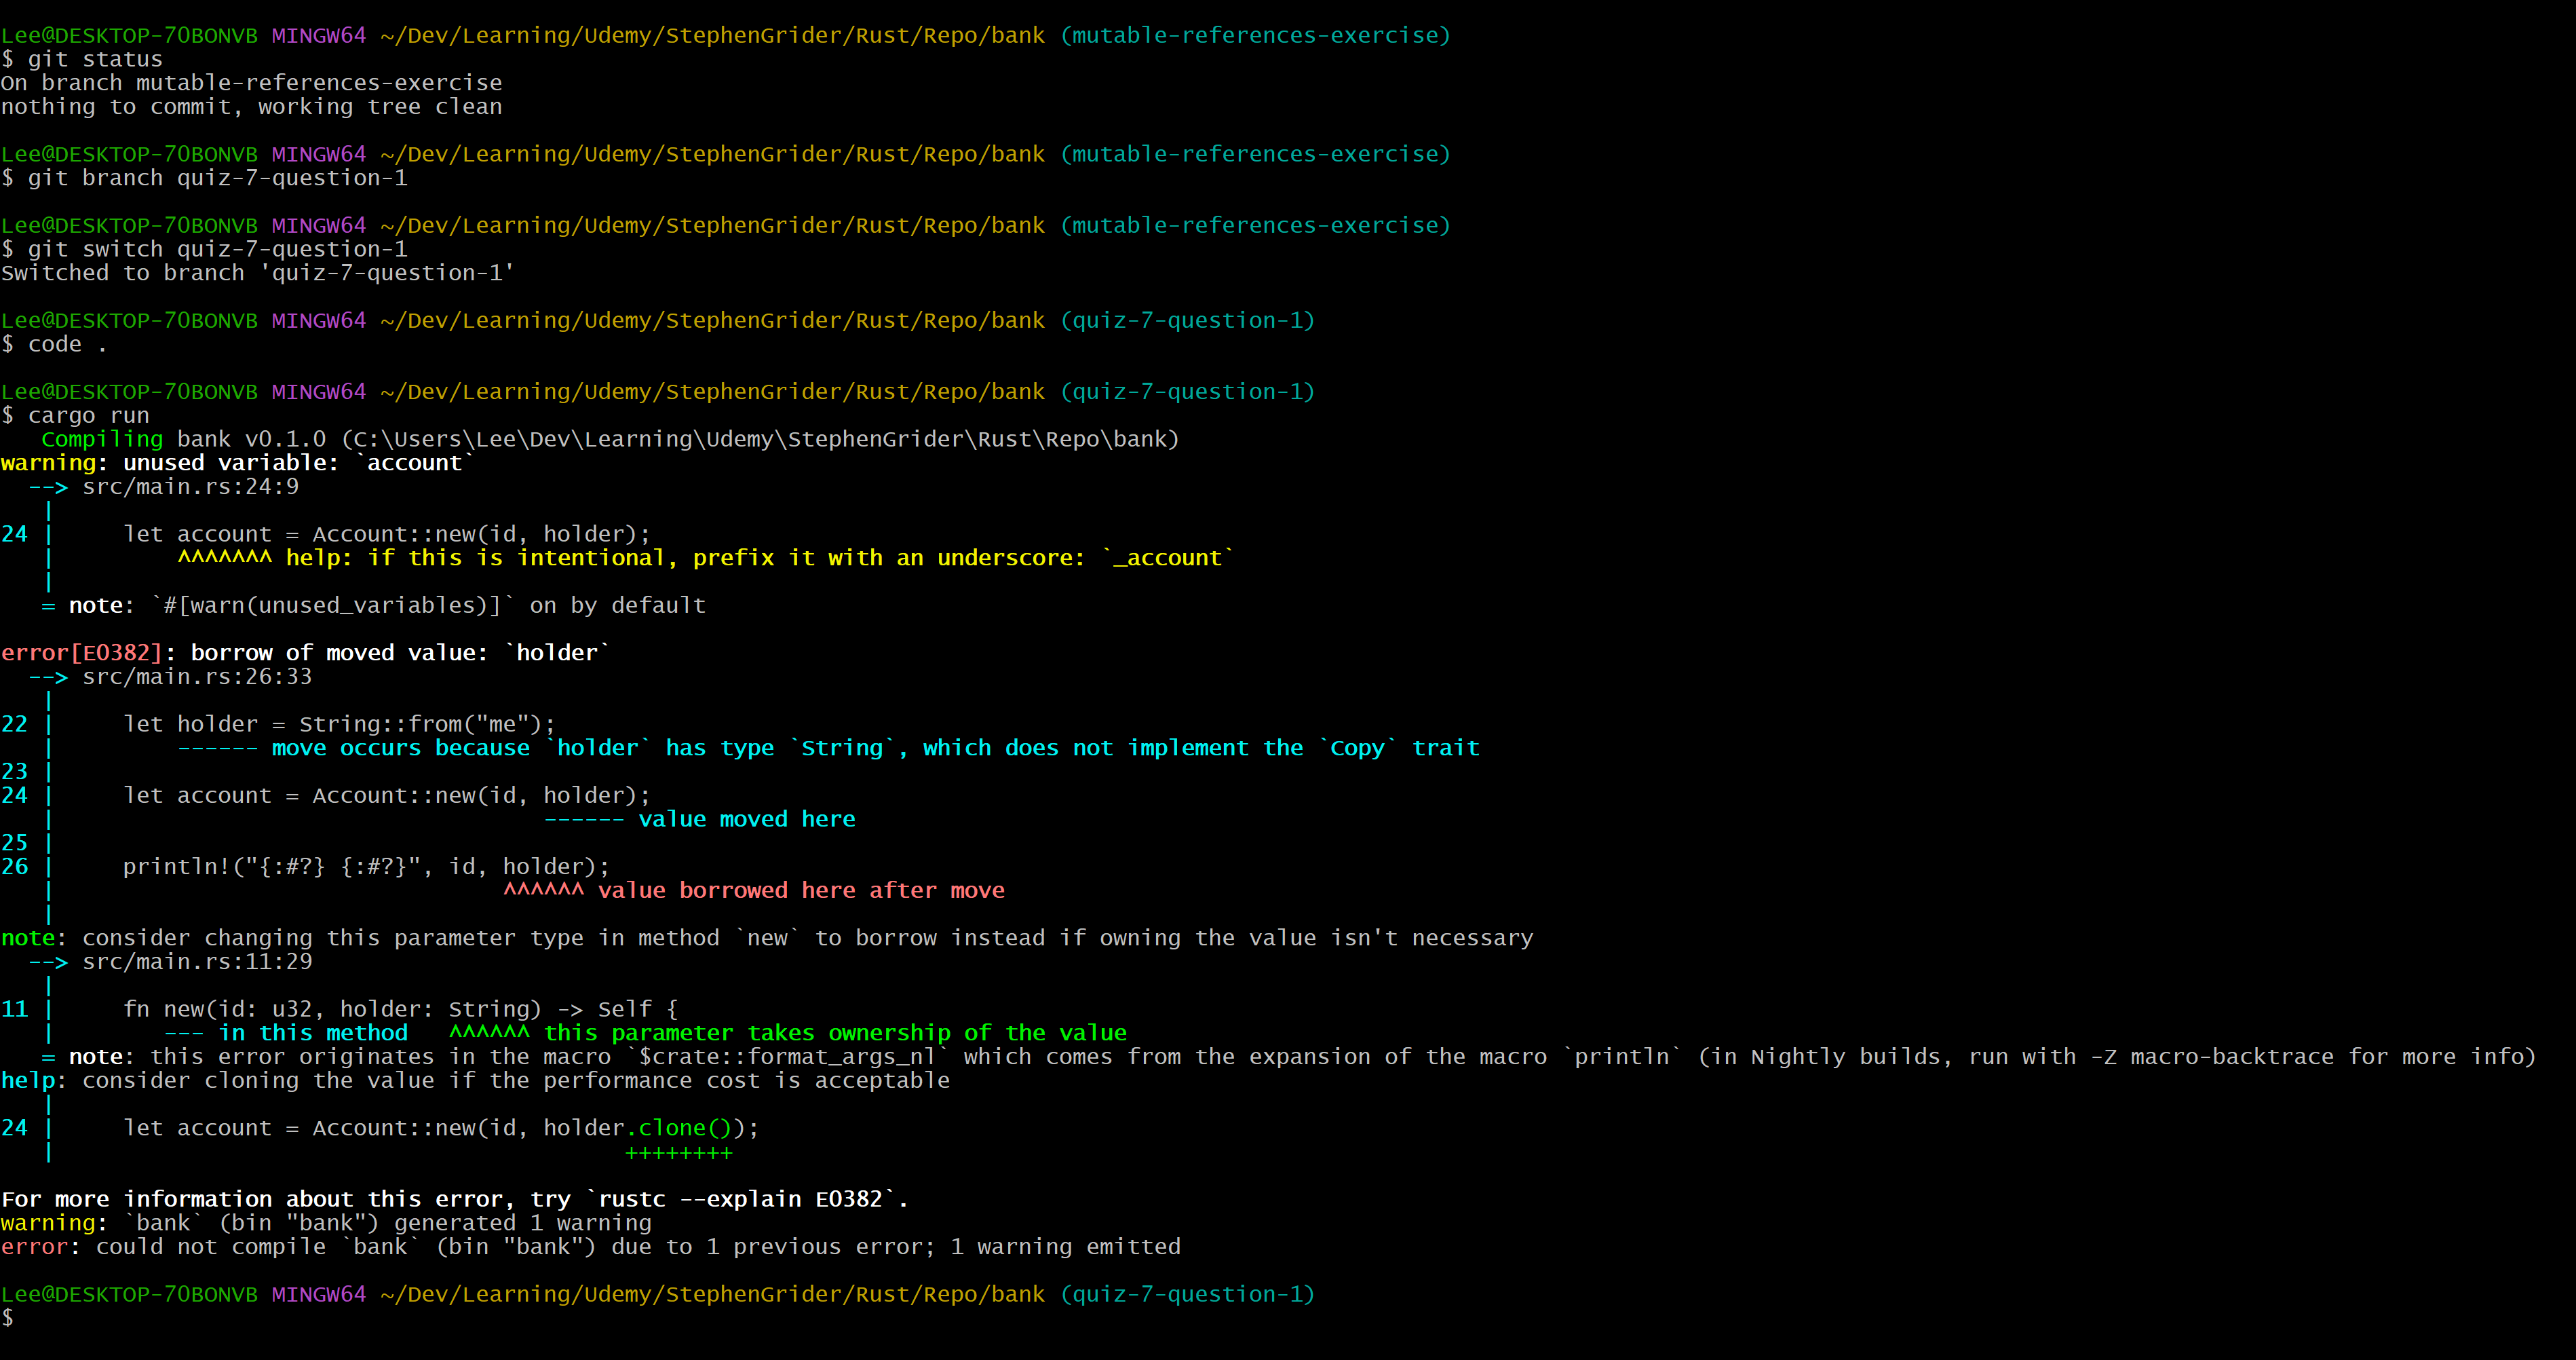 Lee@DESKTOP-70BONVB MINGW64 ~/Dev/Learning/Udemy/StephenGrider/Rust/Repo/bank (mutable-references-exercise)
$ git status
On branch mutable-references-exercise
nothing to commit, working tree clean

Lee@DESKTOP-70BONVB MINGW64 ~/Dev/Learning/Udemy/StephenGrider/Rust/Repo/bank (mutable-references-exercise)
$ git branch quiz-7-question-1

Lee@DESKTOP-70BONVB MINGW64 ~/Dev/Learning/Udemy/StephenGrider/Rust/Repo/bank (mutable-references-exercise)
$ git switch quiz-7-question-1
Switched to branch 'quiz-7-question-1'

Lee@DESKTOP-70BONVB MINGW64 ~/Dev/Learning/Udemy/StephenGrider/Rust/Repo/bank (quiz-7-question-1)
$ code .

Lee@DESKTOP-70BONVB MINGW64 ~/Dev/Learning/Udemy/StephenGrider/Rust/Repo/bank (quiz-7-question-1)
$ cargo run
   Compiling bank v0.1.0 (C:\Users\Lee\Dev\Learning\Udemy\StephenGrider\Rust\Repo\bank)
warning: unused variable: `account`
  --> src/main.rs:24:9
   |
24 |     let account = Account::new(id, holder);
   |         ^^^^^^^ help: if this is intentional, prefix it with an underscore: `_account`
   |
   = note: `#[warn(unused_variables)]` on by default

error[E0382]: borrow of moved value: `holder`
  --> src/main.rs:26:33
   |
22 |     let holder = String::from("me");
   |         ------ move occurs because `holder` has type `String`, which does not implement the `Copy` trait
23 |
24 |     let account = Account::new(id, holder);
   |                                    ------ value moved here
25 |
26 |     println!("{:#?} {:#?}", id, holder);
   |                                 ^^^^^^ value borrowed here after move
   |
note: consider changing this parameter type in method `new` to borrow instead if owning the value isn't necessary
  --> src/main.rs:11:29
   |
11 |     fn new(id: u32, holder: String) -> Self {
   |        --- in this method   ^^^^^^ this parameter takes ownership of the value
   = note: this error originates in the macro `$crate::format_args_nl` which comes from the expansion of the macro `println` (in Nightly builds, run with -Z macro-backtrace for more info)
help: consider cloning the value if the performance cost is acceptable
   |
24 |     let account = Account::new(id, holder.clone());
   |                                          ++++++++

For more information about this error, try `rustc --explain E0382`.
warning: `bank` (bin "bank") generated 1 warning
error: could not compile `bank` (bin "bank") due to 1 previous error; 1 warning emitted

Lee@DESKTOP-70BONVB MINGW64 ~/Dev/Learning/Udemy/StephenGrider/Rust/Repo/bank (quiz-7-question-1)
$